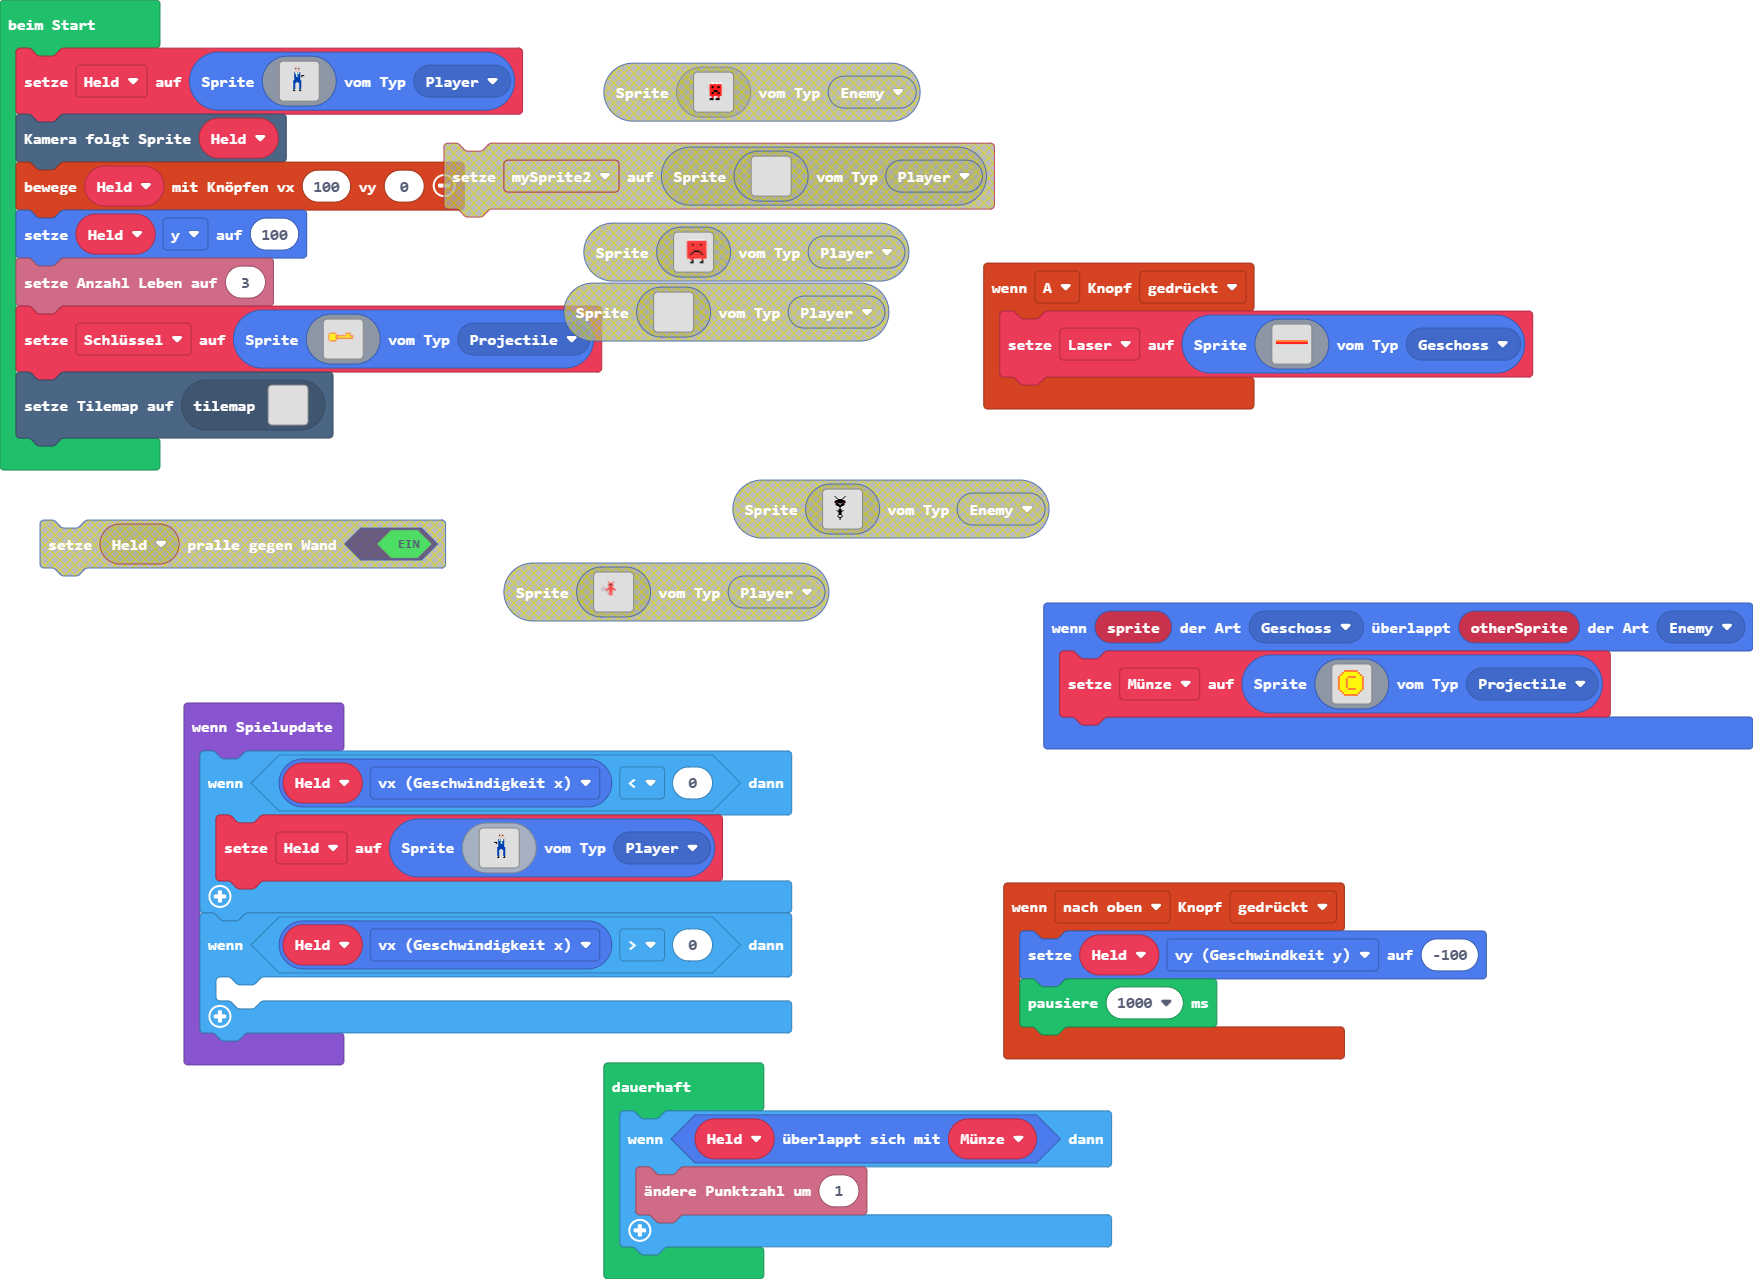 beim Start
setze Held auf Sprite vom Typ Player
Kamera folgt Sprite Held
bewege Held mit Knöpfen vx 100 vy 0
setze Held y auf 100
setze Anzahl Leben auf 3
setze Schlüssel auf Sprite vom Typ Projectile
setze Tilemap auf tilemap
Sprite vom Typ Enemy
setze mySprite2 auf Sprite vom Typ Player
Sprite vom Typ Player
Sprite vom Typ Player
wenn A Knopf gedrückt
setze Laser auf Sprite vom Typ Geschoss
Sprite vom Typ Enemy
setze Held pralle gegen Wand EIN
Sprite vom Typ Player
wenn sprite der Art Geschoss überlappt otherSprite der Art Enemy
setze Münze auf Sprite C vom Typ Projectile
wenn Spielupdate
wenn Held vx (Geschwindigkeit x) < 0 dann
setze Held auf Sprite vom Typ Player
wenn Held vx (Geschwindigkeit x) > 0 dann
wenn nach oben Knopf gedrückt
setze Held vy (Geschwindkeit y) auf -100
pausiere 1000 ms
dauerhaft
wenn Held überlappt sich mit Münze dann
ändere Punktzahl um 1